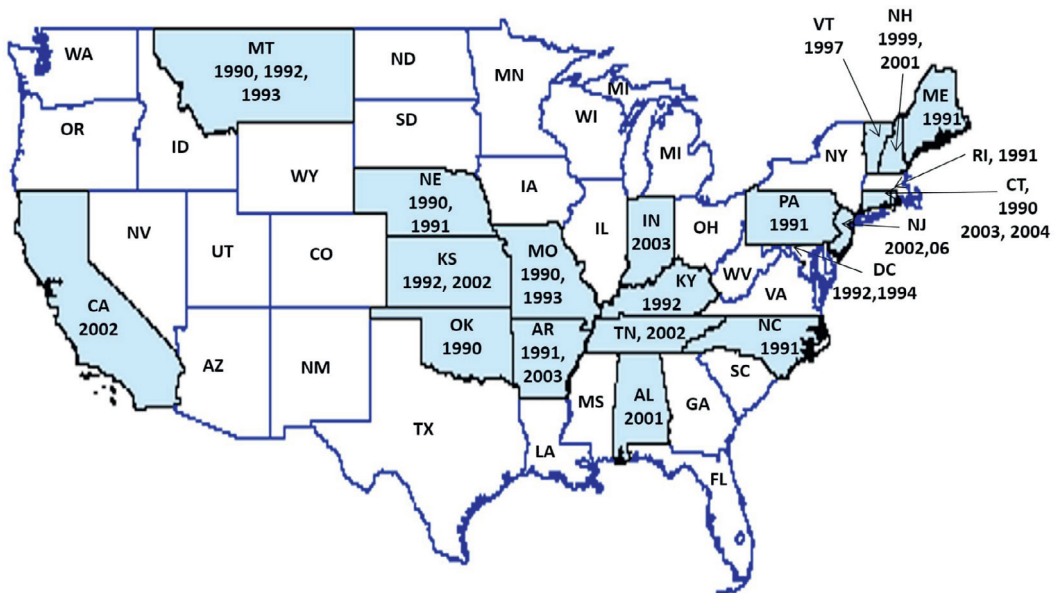 WA
MT
1990, 1992,
1993
ND
MN
MI
VT
1997
NH
1999,
2001
ME
1991
OR
ID
SD
WI
MI
NY
RI, 1991
WY
NE
1990,
1991
IA
CT,
1990
2003, 2004
NV
UT
CO
KS
1992, 2002
MO
1990,
1993
IL
IN
2003
OH
PA
1991
NJ
2002,06
WV
DC
1992,1994
CA
2002
KY
1992
VA
AZ
NM
OK
1990
AR
1991,
2003
TN, 2002
NC
1991
SC
TX
LA
MS
AL
2001
GA
FL